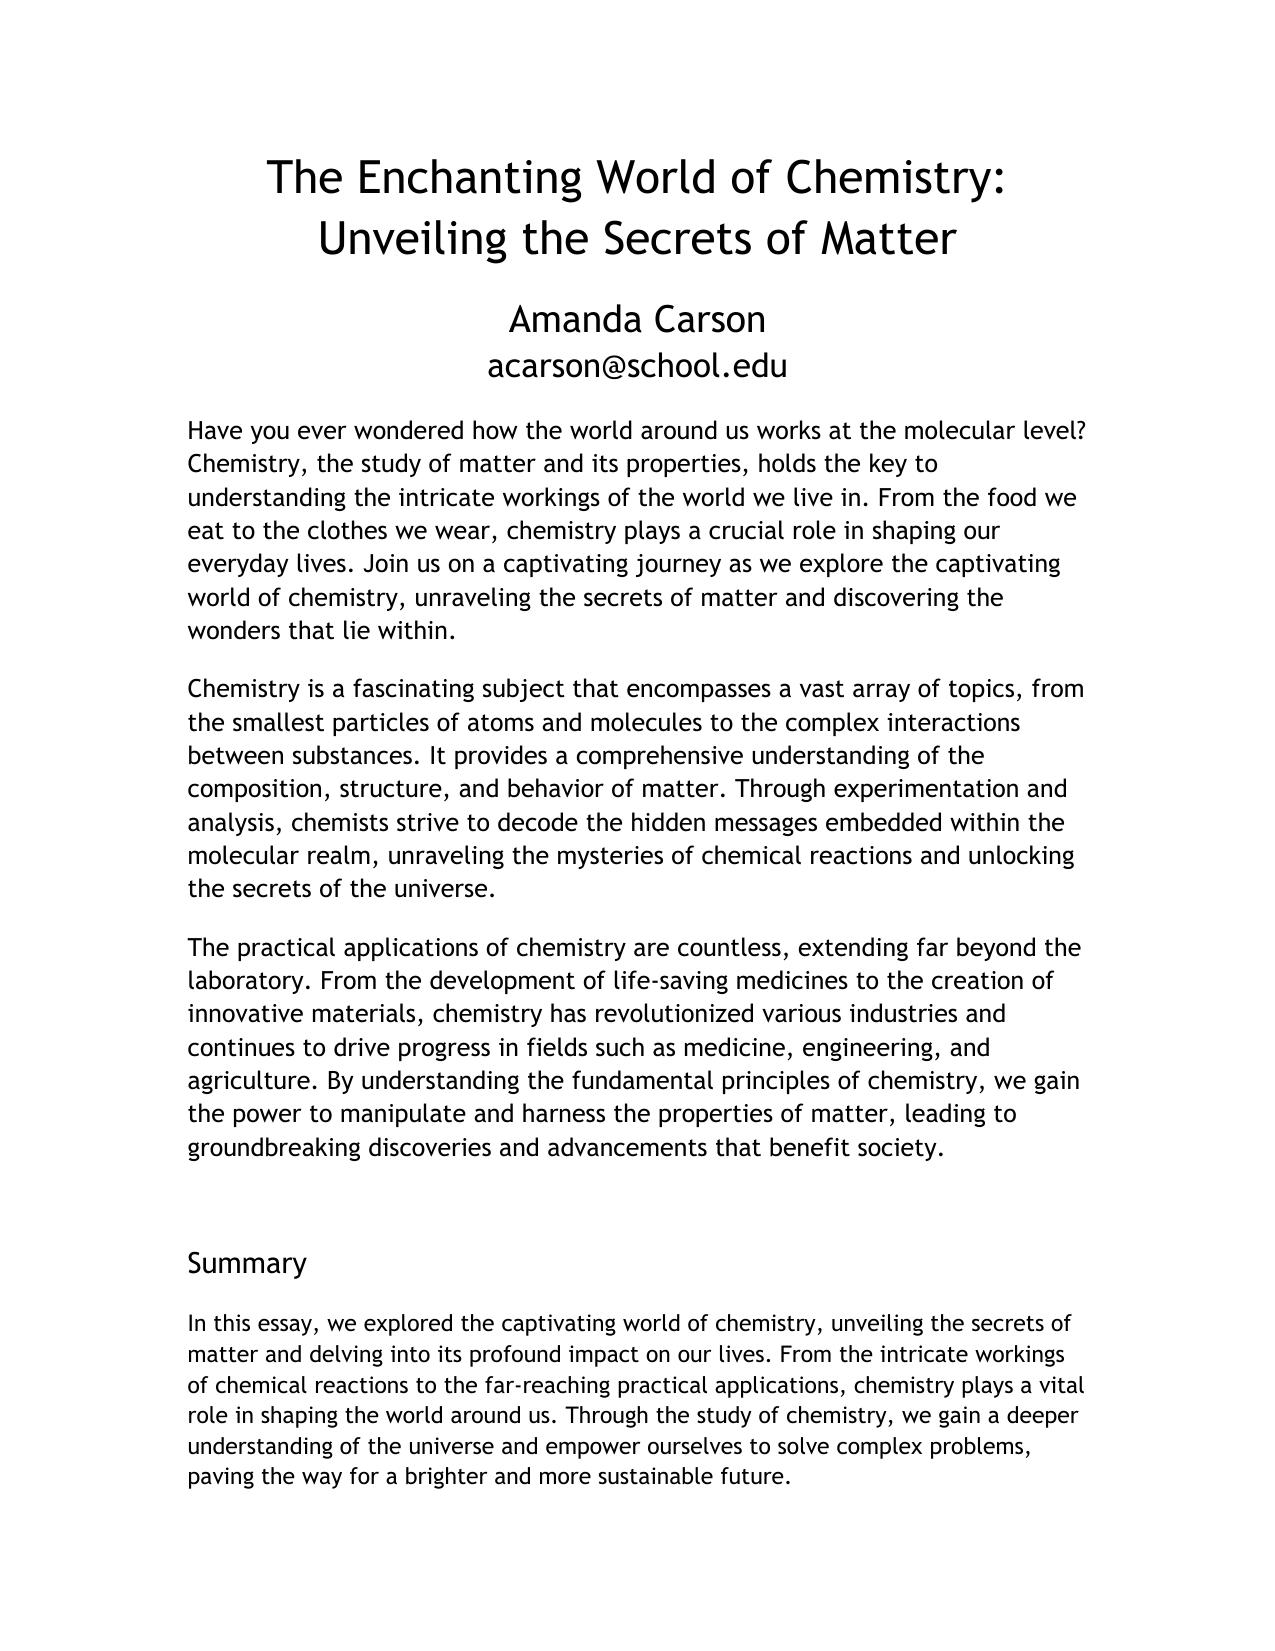 The Enchanting World of Chemistry:
Unveiling the Secrets of Matter
Amanda Carson
acarson@school.edu
Have you ever wondered how the world around us works at the molecular level?
Chemistry, the study of matter and its properties, holds the key to
understanding the intricate workings of the world we live in. From the food we
eat to the clothes we wear, chemistry plays a crucial role in shaping our
everyday lives. Join us on a captivating journey as we explore the captivating
world of chemistry, unraveling the secrets of matter and discovering the
wonders that lie within.
Chemistry is a fascinating subject that encompasses a vast array of topics, from
the smallest particles of atoms and molecules to the complex interactions
between substances. It provides a comprehensive understanding of the
composition, structure, and behavior of matter. Through experimentation and
analysis, chemists strive to decode the hidden messages embedded within the
molecular realm, unraveling the mysteries of chemical reactions and unlocking
the secrets of the universe.
The practical applications of chemistry are countless, extending far beyond the
laboratory. From the development of life-saving medicines to the creation of
innovative materials, chemistry has revolutionized various industries and
continues to drive progress in fields such as medicine, engineering, and
agriculture. By understanding the fundamental principles of chemistry, we gain
the power to manipulate and harness the properties of matter, leading to
groundbreaking discoveries and advancements that benefit society.
Summary
In this essay, we explored the captivating world of chemistry, unveiling the secrets of
matter and delving into its profound impact on our lives. From the intricate workings
of chemical reactions to the far-reaching practical applications, chemistry plays a vital
role in shaping the world around us. Through the study of chemistry, we gain a deeper
understanding of the universe and empower ourselves to solve complex problems,
paving the way for a brighter and more sustainable future.